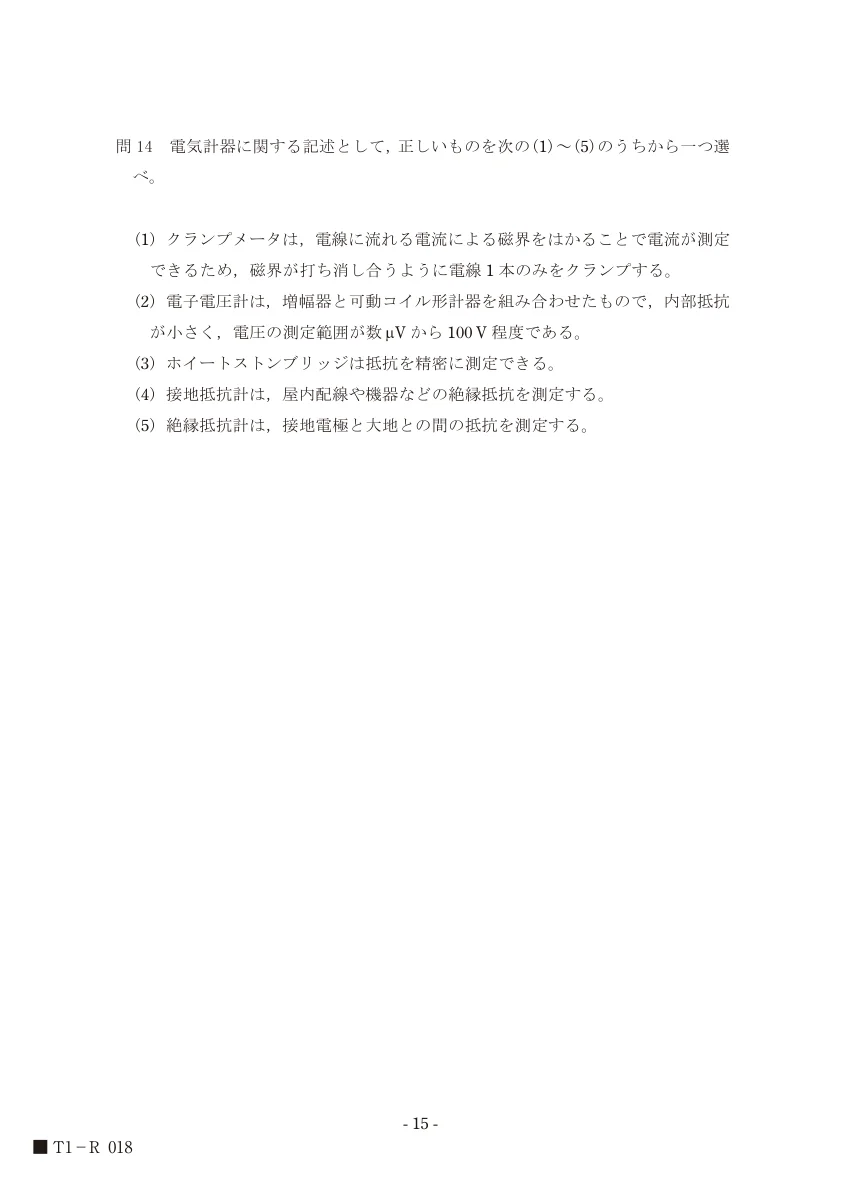 問 14　電気計器に関する記述として，正しいものを次の(1)～(5)のうちから一つ選
べ。
(1) クランプメータは，電線に流れる電流による磁界をはかることで電流が測定
できるため，磁界が打ち消し合うように電線 1 本のみをクランプする。
(2) 電子電圧計は，増幅器と可動コイル形計器を組み合わせたもので，内部抵抗
が小さく，電圧の測定範囲が数 μV から 100 V 程度である。
(3) ホイートストンブリッジは抵抗を精密に測定できる。
(4) 接地抵抗計は，屋内配線や機器などの絶縁抵抗を測定する。
(5) 絶縁抵抗計は，接地電極と大地との間の抵抗を測定する。
- 15 -
■ T1－R 018